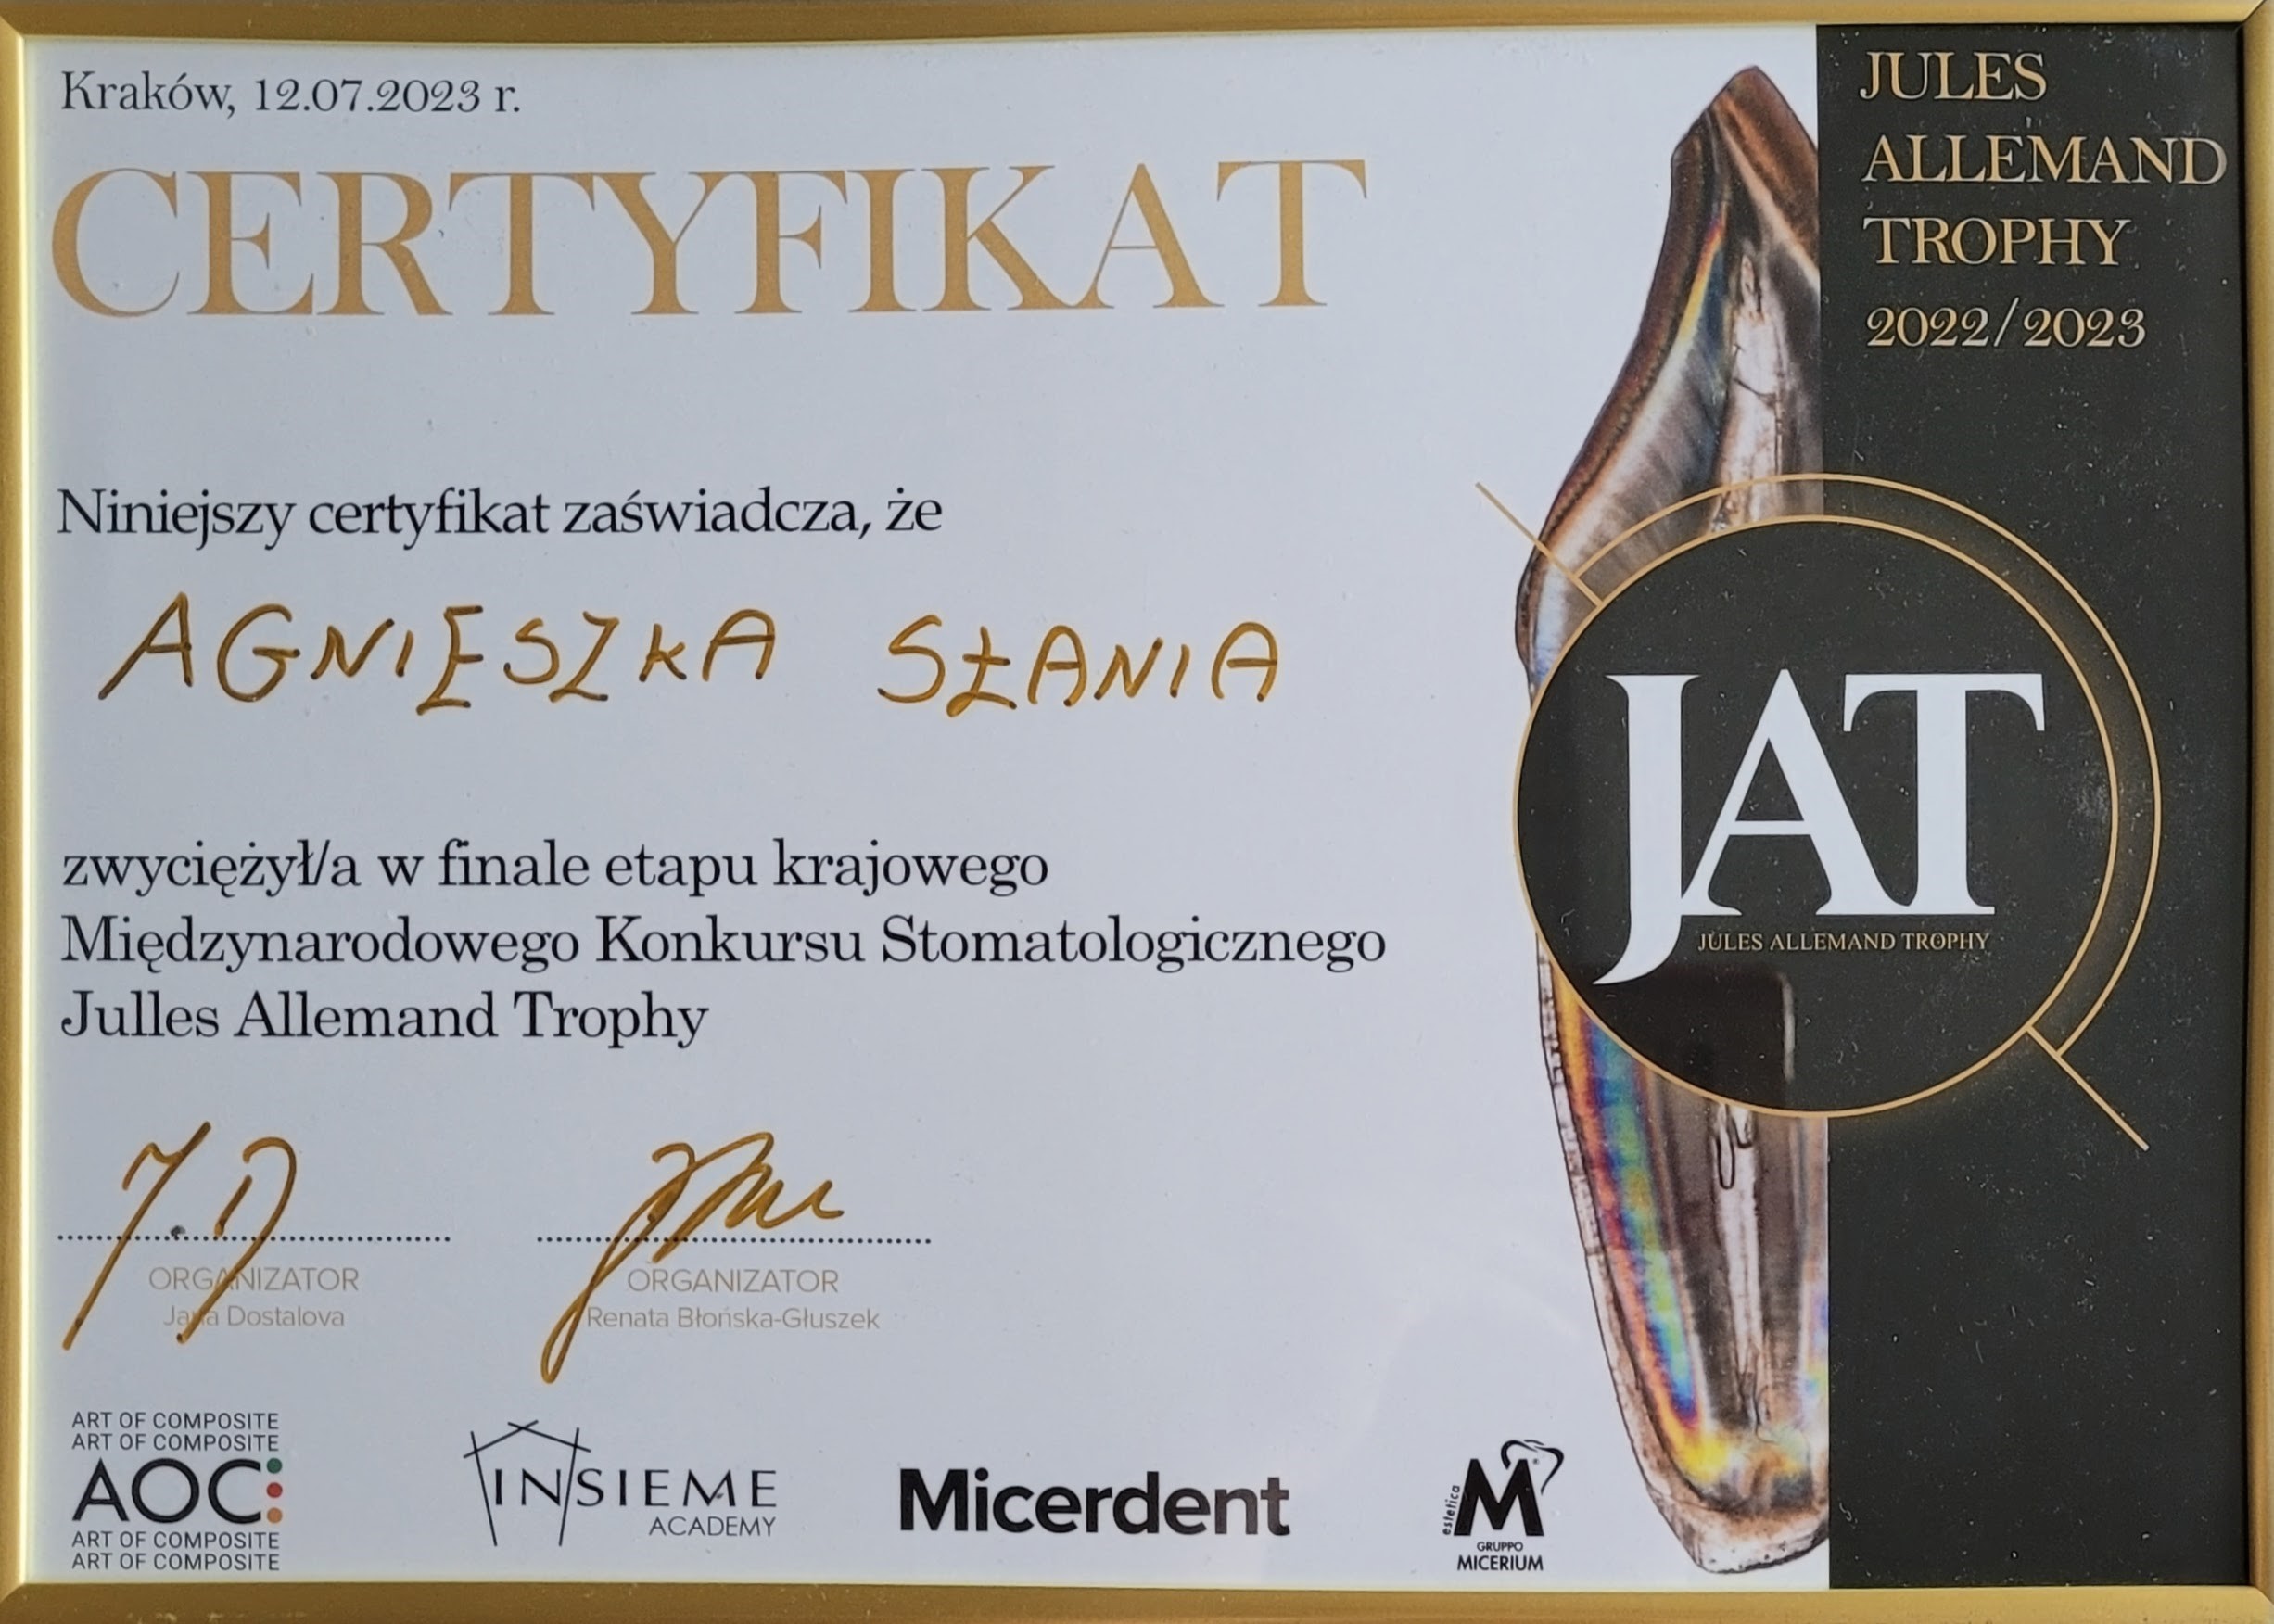 Kraków, 12.07.2023 r.
CERTYFIKAT
Niniejszy certyfikat zaświadcza, że
AGNIESZKA SŁANIA
zwyciężył/a w finale etapu krajowego
Międzynarodowego Konkursu Stomatologicznego
Julles Allemand Trophy
J.D
ORGANIZATOR
Jana Dostalova
ORGANIZATOR
Renata Błońska-Głuszek
ART OF COMPOSITE
ART OF COMPOSITE
AOC
ART OF COMPOSITE
ART OF COMPOSITE
INSIEME
ACADEMY
Micerdent
estetica
M
GRUPPO
MICERIUM
JULES
ALLEMAND
TROPHY
2022/2023
JAT
JULES ALLEMAND TROPHY